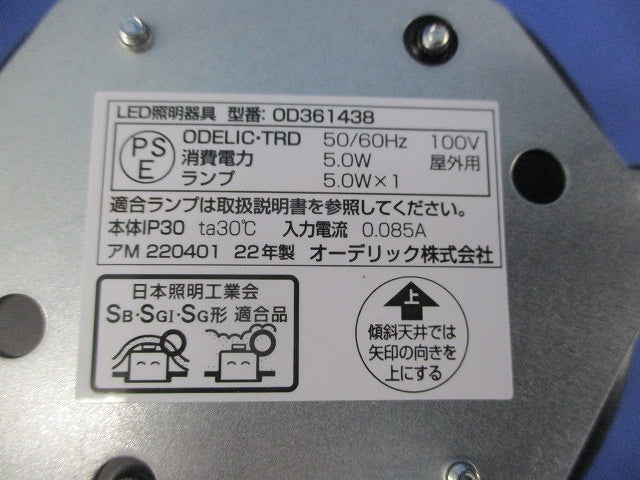 LED照明器具 型番: OD361438
PSE
ODELIC・TRD 50/60Hz 100V
消費電力 5.0W 屋外用
ランプ 5.0W×1
適合ランプは取扱説明書を参照してください。
本体IP30 ta30℃ 入力電流 0.085A
アM 220401 22年製 オーデリック株式会社
日本照明工業会
SB・SGI・SG形 適合品
上
傾斜天井では
矢印の向きを
上にする